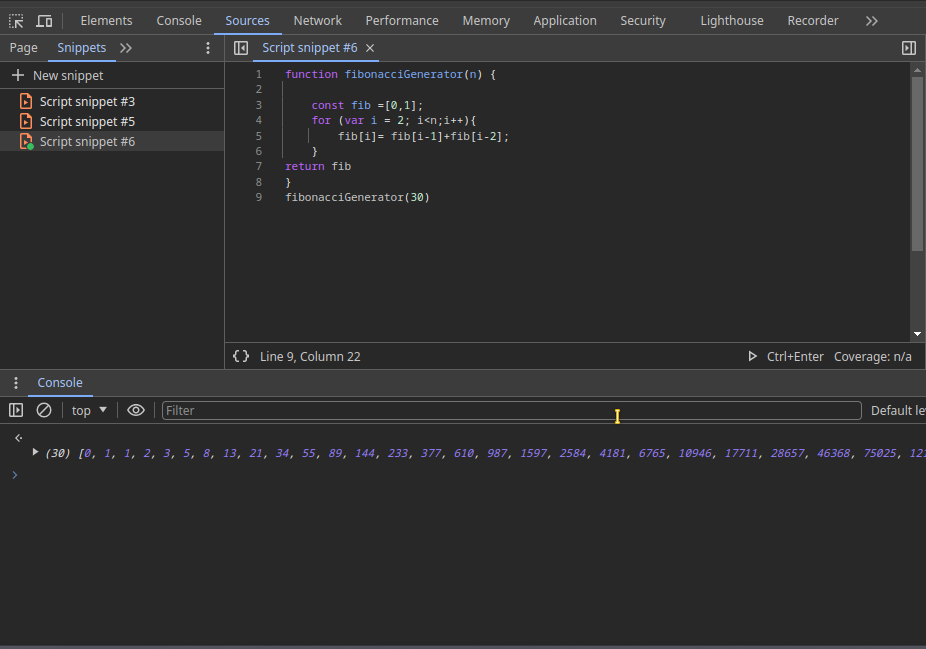 Elements Console Sources Network Performance Memory Application Security Lighthouse Recorder
Page Snippets
Script snippet #6
New snippet
Script snippet #3
Script snippet #5
Script snippet #6
1 function fibonacciGenerator(n) {
2
3 const fib =[0,1];
4 for (var i = 2; i<n;i++){
5 fib[i]= fib[i-1]+fib[i-2];
6 }
7 return fib
8 }
9 fibonacciGenerator(30)
{} Line 9, Column 22 Ctrl+Enter Coverage: n/a
Console
top Filter Default le
(30) [0, 1, 1, 2, 3, 5, 8, 13, 21, 34, 55, 89, 144, 233, 377, 610, 987, 1597, 2584, 4181, 6765, 10946, 17711, 28657, 46368, 75025, 12